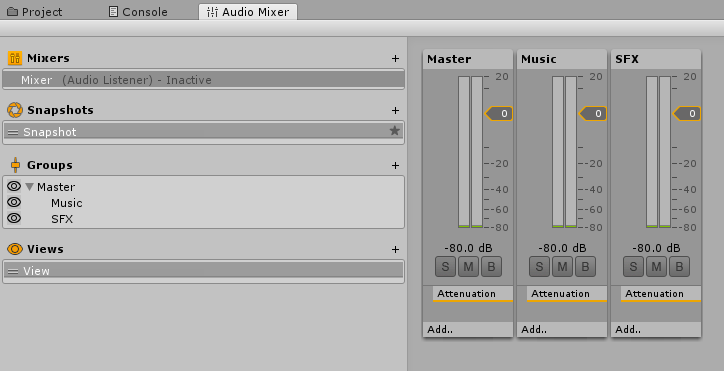 Project Console Audio Mixer
Mixers +
Mixer (Audio Listener) - Inactive
Snapshots +
Snapshot
Groups +
Master
Music
SFX
Views +
View
Master
20
0
-20
-40
-60
-80
-80.0 dB
S M B
Attenuation
Add..
Music
20
0
-20
-40
-60
-80
-80.0 dB
S M B
Attenuation
Add..
SFX
20
0
-20
-40
-60
-80
-80.0 dB
S M B
Attenuation
Add..